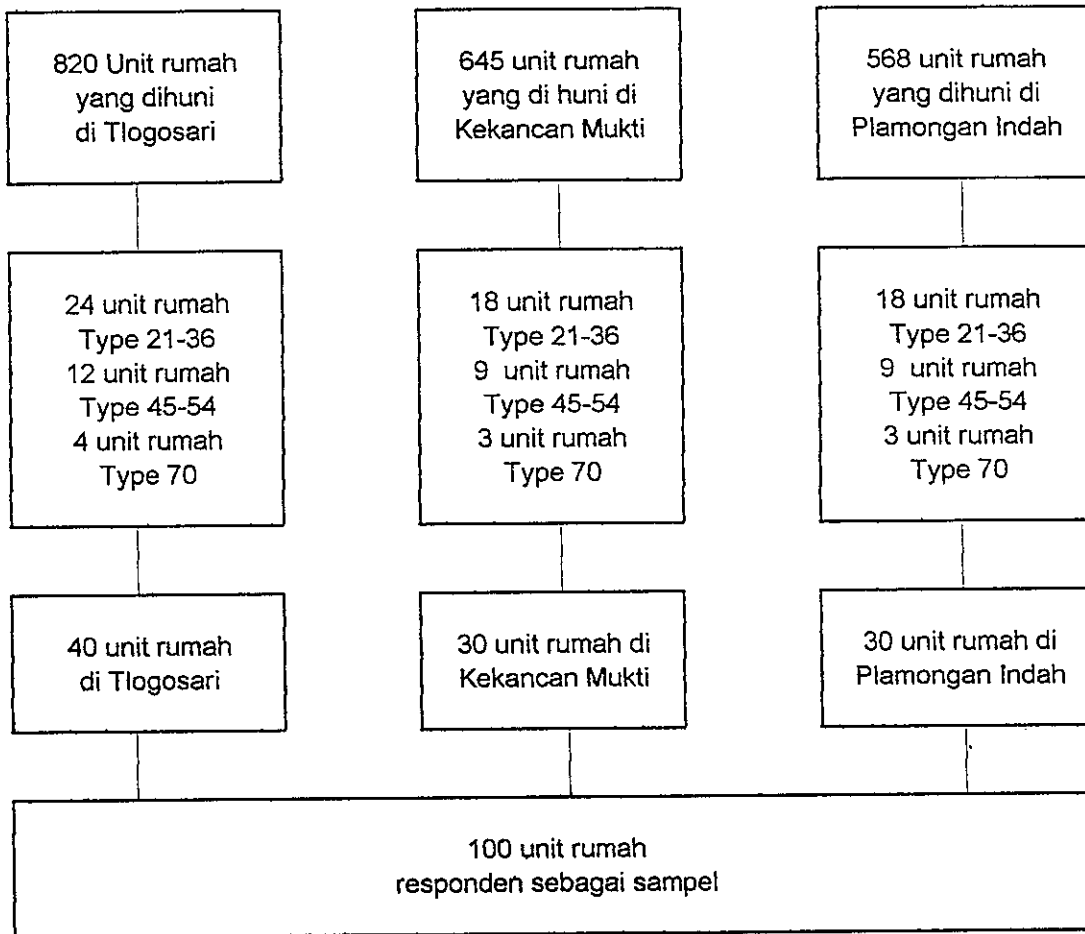 820 Unit rumah
yang dihuni
di Tlogosari
645 unit rumah
yang di huni di
Kekancan Mukti
568 unit rumah
yang dihuni di
Plamongan Indah
24 unit rumah
Type 21-36
12 unit rumah
Type 45-54
4 unit rumah
Type 70
18 unit rumah
Type 21-36
9 unit rumah
Type 45-54
3 unit rumah
Type 70
18 unit rumah
Type 21-36
9 unit rumah
Type 45-54
3 unit rumah
Type 70
40 unit rumah
di Tlogosari
30 unit rumah di
Kekancan Mukti
30 unit rumah di
Plamongan Indah
100 unit rumah
responden sebagai sampel